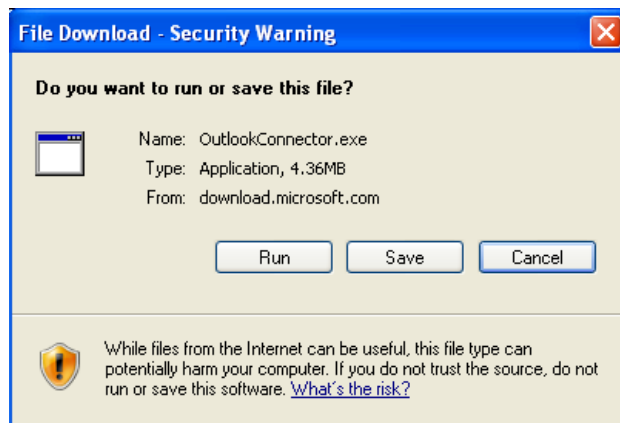 File Download - Security Warning
Do you want to run or save this file?
Name: OutlookConnector.exe
Type: Application, 4.36MB
From: download.microsoft.com
Run Save Cancel
While files from the Internet can be useful, this file type can
potentially harm your computer. If you do not trust the source, do not
run or save this software. What's the risk?